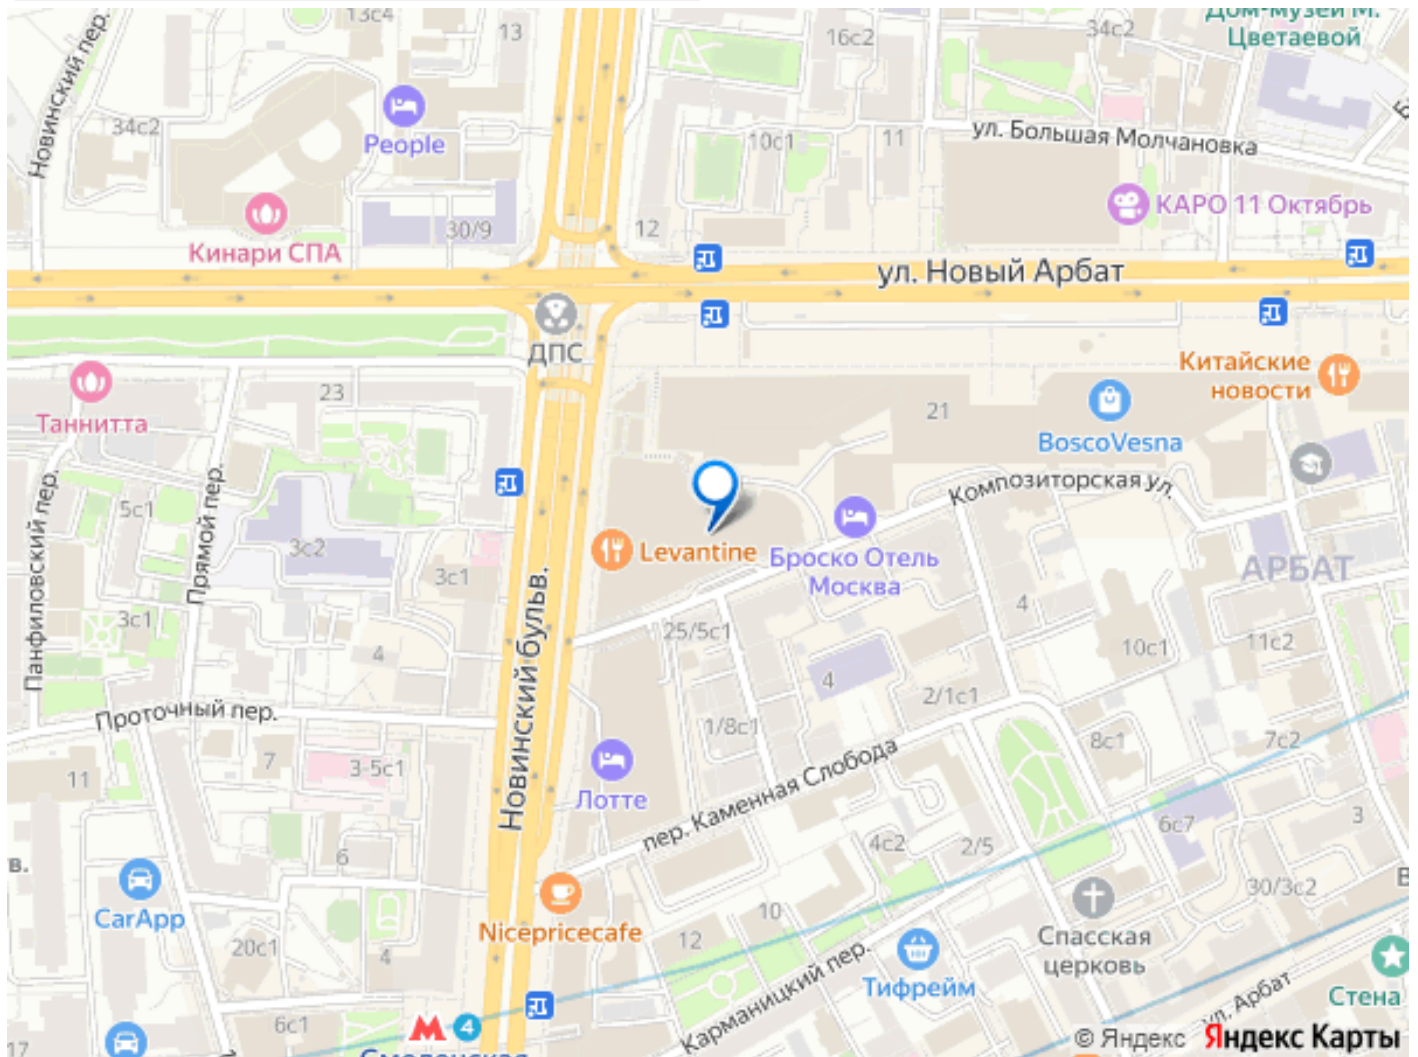 13с4
13
16с2
34с2
Дом-музей М.
Цветаевой
Новинский пер.
34с2
People
10с1
11
ул. Большая Молчановка
КАРО 11 Октябрь
30/9
12
Кинари СПА
ул. Новый Арбат
ДПС
Китайские
новости
23
21
Таннитта
BoscoVesna
Панфиловский пер.
Прямой пер.
5с1
Композиторская ул.
3с2
Levantine
Броско Отель
Москва
АРБАТ
3с1
3с1
4
25/5с1
4
10с1
11с2
Новинский бульв.
4
2/1с1
Проточный пер.
1/8с1
8с1
7с2
7
3-5с1
11
Лотте
пер. Каменная Слобода
6с7
3
6
4с2
2/5
в.
CarApp
30/3с2
В
Nicepricecafe
10
12
Спасская
церковь
20с1
4
Карманицкий пер.
Тифрейм
ул. Арбат
Стена
6с1
4
17
Смоленская
© Яндекс Яндекс Карты